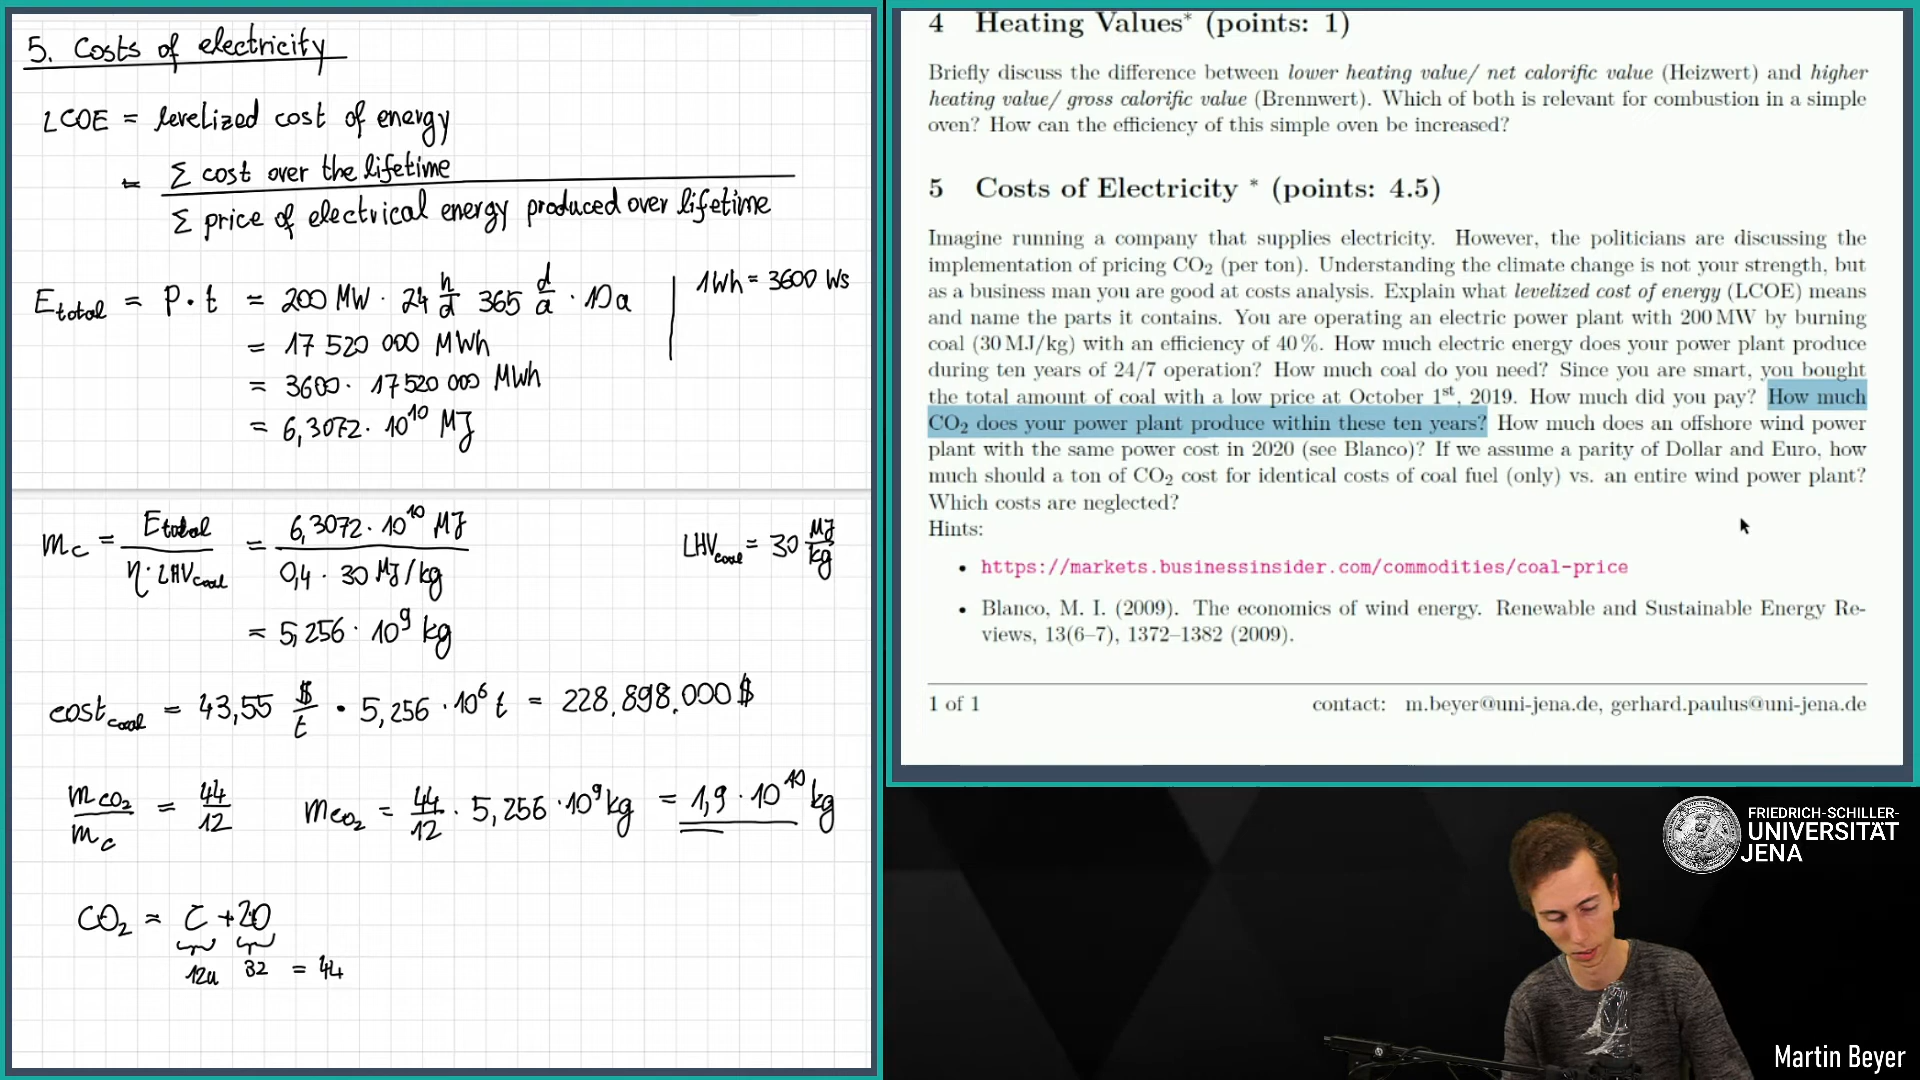 5. Costs of electricity
LCOE = levelized cost of energy
= Σ cost over the lifetime
Σ price of electrical energy produced over lifetime
E_total = P · t = 200 MW · 24 h/d 365 d/a · 10a
1Wh = 3600 Ws
= 17 520 000 MWh
= 3600 · 17 520 000 MWh
= 6,3072 · 10^10 MJ
m_C = E_total / η · LHV_coal = 6,3072 · 10^10 MJ / 0,4 · 30 MJ/kg
LHV_coal = 30 MJ/kg
= 5,256 · 10^9 kg
cost_coal = 43,55 $/t · 5,256 · 10^6 t = 228.898.000$
m_CO2 / m_C = 44/12
m_CO2 = 44/12 · 5,256 · 10^9 kg = 1,9 · 10^10 kg
CO2 = C + 2O
12u 32 = 44
4 Heating Values* (points: 1)
Briefly discuss the difference between lower heating value/ net calorific value (Heizwert) and higher
heating value/ gross calorific value (Brennwert). Which of both is relevant for combustion in a simple
oven? How can the efficiency of this simple oven be increased?
5 Costs of Electricity * (points: 4.5)
Imagine running a company that supplies electricity. However, the politicians are discussing the
implementation of pricing CO2 (per ton). Understanding the climate change is not your strength, but
as a business man you are good at costs analysis. Explain what levelized cost of energy (LCOE) means
and name the parts it contains. You are operating an electric power plant with 200 MW by burning
coal (30 MJ/kg) with an efficiency of 40 %. How much electric energy does your power plant produce
during ten years of 24/7 operation? How much coal do you need? Since you are smart, you bought
the total amount of coal with a low price at October 1st, 2019. How much did you pay? How much
CO2 does your power plant produce within these ten years? How much does an offshore wind power
plant with the same power cost in 2020 (see Blanco)? If we assume a parity of Dollar and Euro, how
much should a ton of CO2 cost for identical costs of coal fuel (only) vs. an entire wind power plant?
Which costs are neglected?
Hints:
• https://markets.businessinsider.com/commodities/coal-price
• Blanco, M. I. (2009). The economics of wind energy. Renewable and Sustainable Energy Re-
views, 13(6–7), 1372–1382 (2009).
1 of 1
contact: m.beyer@uni-jena.de, gerhard.paulus@uni-jena.de
FRIEDRICH-SCHILLER-
UNIVERSITÄT
JENA
Martin Beyer